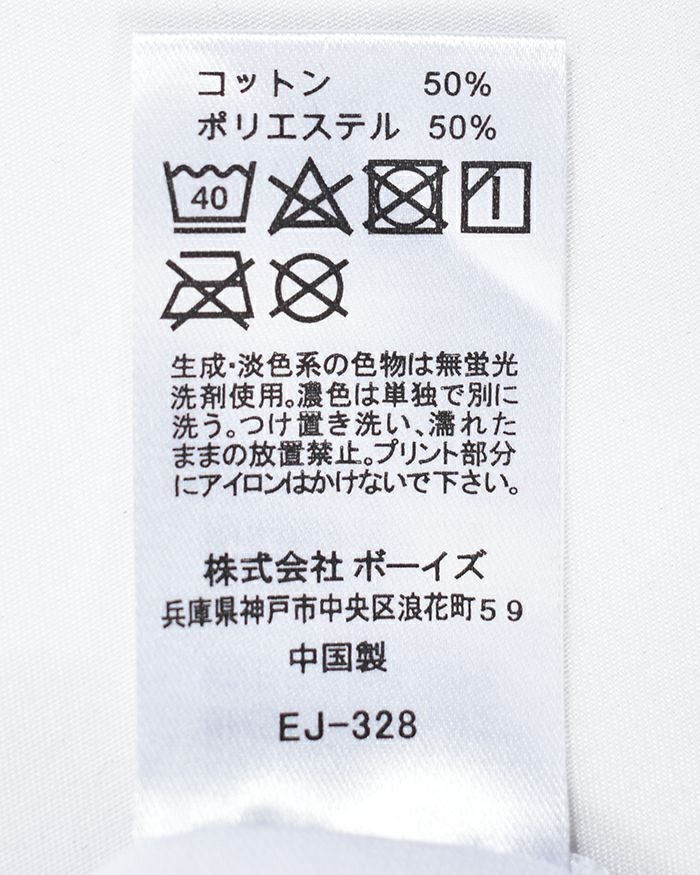 コットン 50%
ポリエステル 50%
40
生成・淡色系の色物は無蛍光
洗剤使用。濃色は単独で別に
洗う。つけ置き洗い、濡れた
ままの放置禁止。プリント部分
にアイロンはかけないで下さい。
株式会社 ボーイズ
兵庫県神戸市中央区浪花町59
中国製
EJ-328